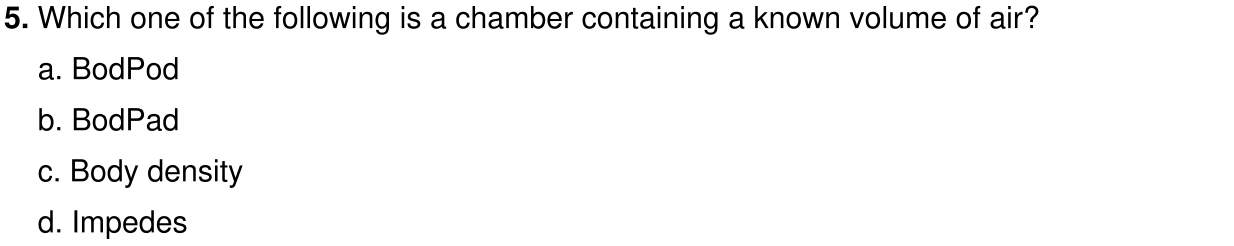 5. Which one of the following is a chamber containing a known volume of air?
a. BodPod
b. BodPad
c. Body density
d. Impedes